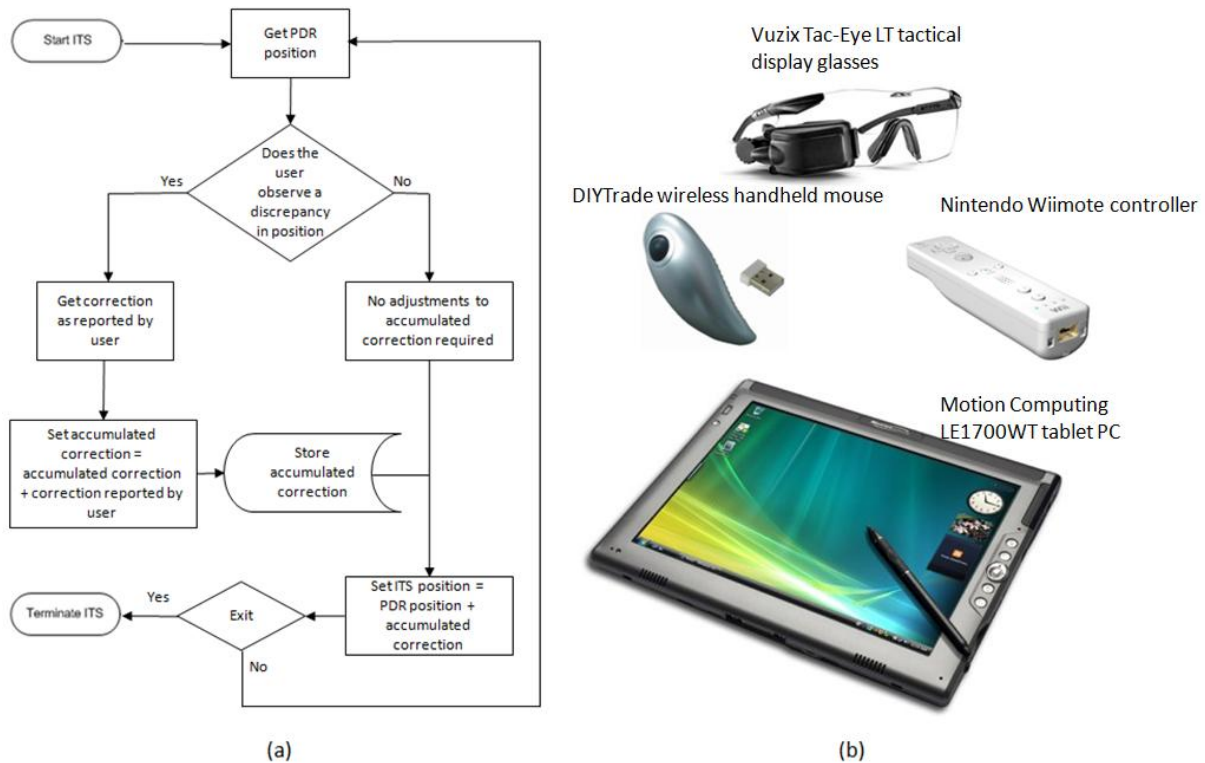 Start ITS
Get PDR
position
Does the
user
observe a
discrepancy
in position
Yes
No
Get correction
as reported by
user
No adjustments to
accumulated
correction required
Set accumulated
correction =
accumulated correction
+ correction reported by
user
Store
accumulated
correction
Set ITS position =
PDR position +
accumulated
correction
Exit
Yes
Terminate ITS
No
(a)
Vuzix Tac-Eye LT tactical
display glasses
DIYTrade wireless handheld mouse
Nintendo Wiimote controller
Wii
Motion Computing
LE1700WT tablet PC
(b)